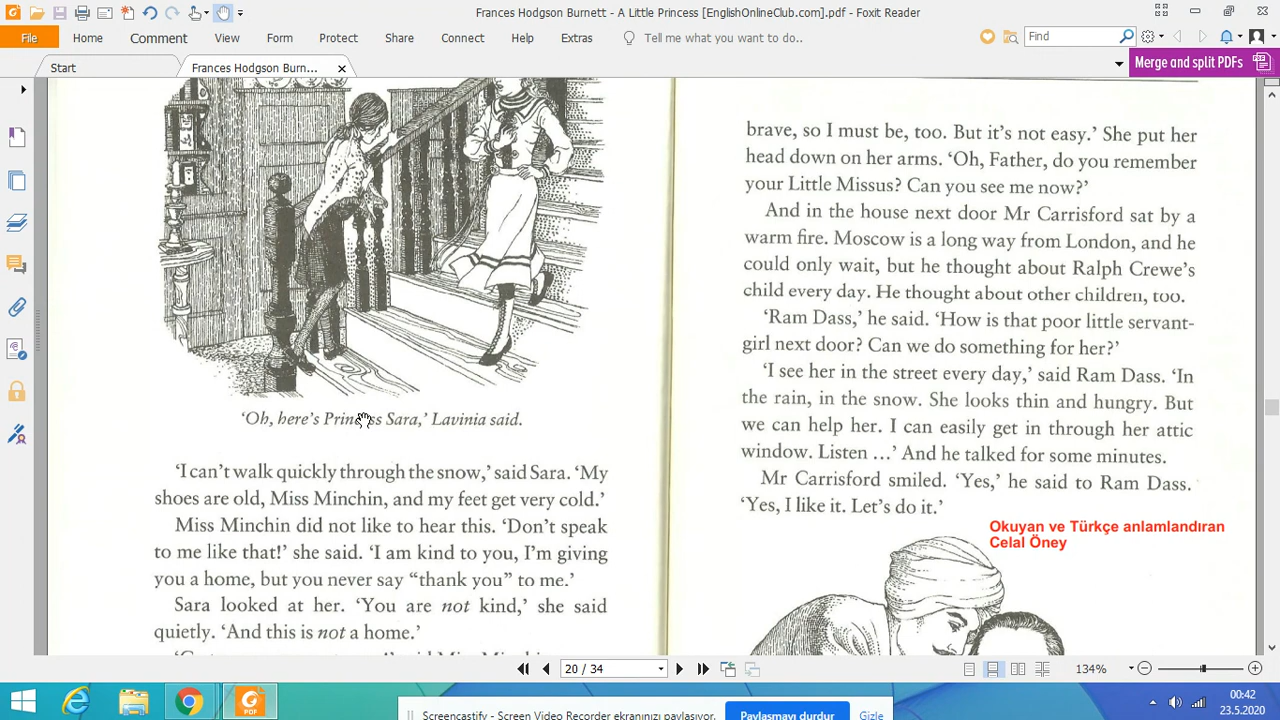 Frances Hodgson Burnett - A Little Princess [EnglishOnlineClub.com].pdf - Foxit Reader
File Home Comment View Form Protect Share Connect Help Extras Tell me what you want to do.. Find
Start Frances Hodgson Burn... Merge and split PDFs
‘Oh, here’s Princess Sara,’ Lavinia said.
‘I can’t walk quickly through the snow,’ said Sara. ‘My
shoes are old, Miss Minchin, and my feet get very cold.’
Miss Minchin did not like to hear this. ‘Don’t speak
to me like that!’ she said. ‘I am kind to you, I’m giving
you a home, but you never say “thank you” to me.’
Sara looked at her. ‘You are not kind,’ she said
quietly. ‘And this is not a home.’
brave, so I must be, too. But it’s not easy.’ She put her
head down on her arms. ‘Oh, Father, do you remember
your Little Missus? Can you see me now?’
And in the house next door Mr Carrisford sat by a
warm fire. Moscow is a long way from London, and he
could only wait, but he thought about Ralph Crewe’s
child every day. He thought about other children, too.
‘Ram Dass,’ he said. ‘How is that poor little servant-
girl next door? Can we do something for her?’
‘I see her in the street every day,’ said Ram Dass. ‘In
the rain, in the snow. She looks thin and hungry. But
we can help her. I can easily get in through her attic
window. Listen ...’ And he talked for some minutes.
Mr Carrisford smiled. ‘Yes,’ he said to Ram Dass.
‘Yes, I like it. Let’s do it.’
Okuyan ve Türkçe anlamlandıran
Celal Öney
20 / 34
134%
Screencastify - Screen Video Recorder ekranınızı paylaşıyor. Paylaşmayı durdur Gizle
00:42
23.5.2020